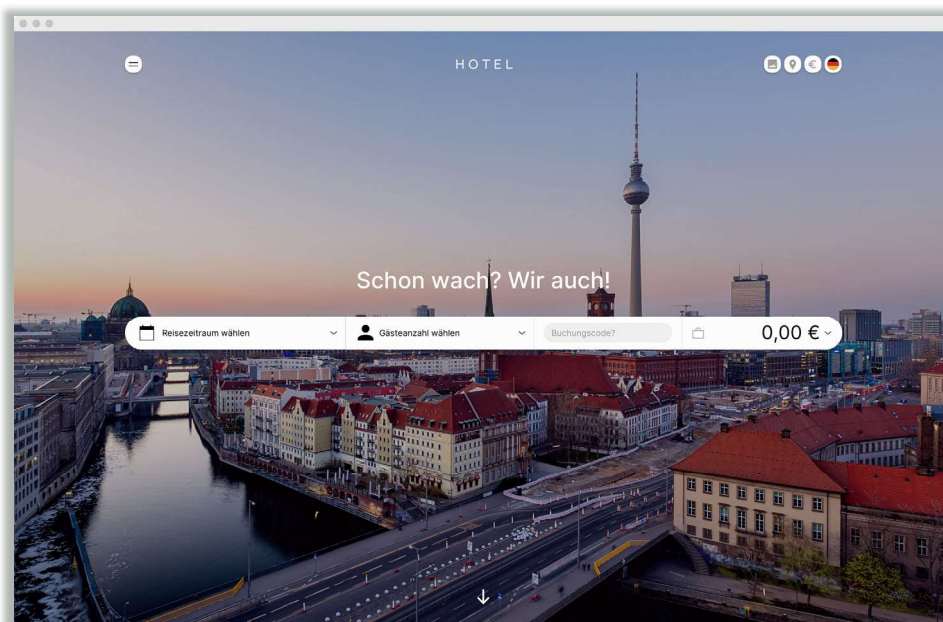 HOTEL
€
Schon wach? Wir auch!
Reisezeitraum wählen
Gästeanzahl wählen
Buchungscode?
0,00 €